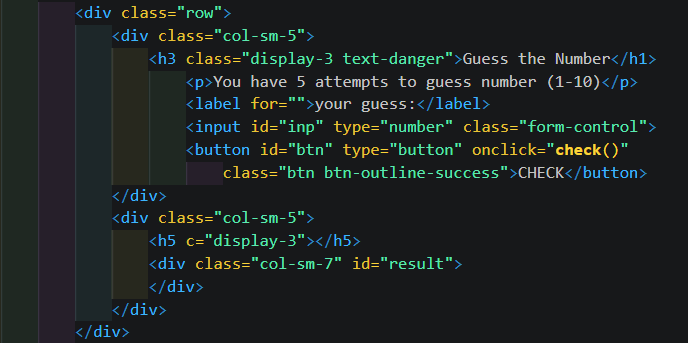 <div class="row">
<div class="col-sm-5">
<h3 class="display-3 text-danger">Guess the Number</h1>
<p>You have 5 attempts to guess number (1-10)</p>
<label for="">your guess:</label>
<input id="inp" type="number" class="form-control">
<button id="btn" type="button" onclick="check()"
class="btn btn-outline-success">CHECK</button>
</div>
<div class="col-sm-5">
<h5 c="display-3"></h5>
<div class="col-sm-7" id="result">
</div>
</div>
</div>